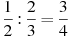 1/2 : 2/3 = 3/4